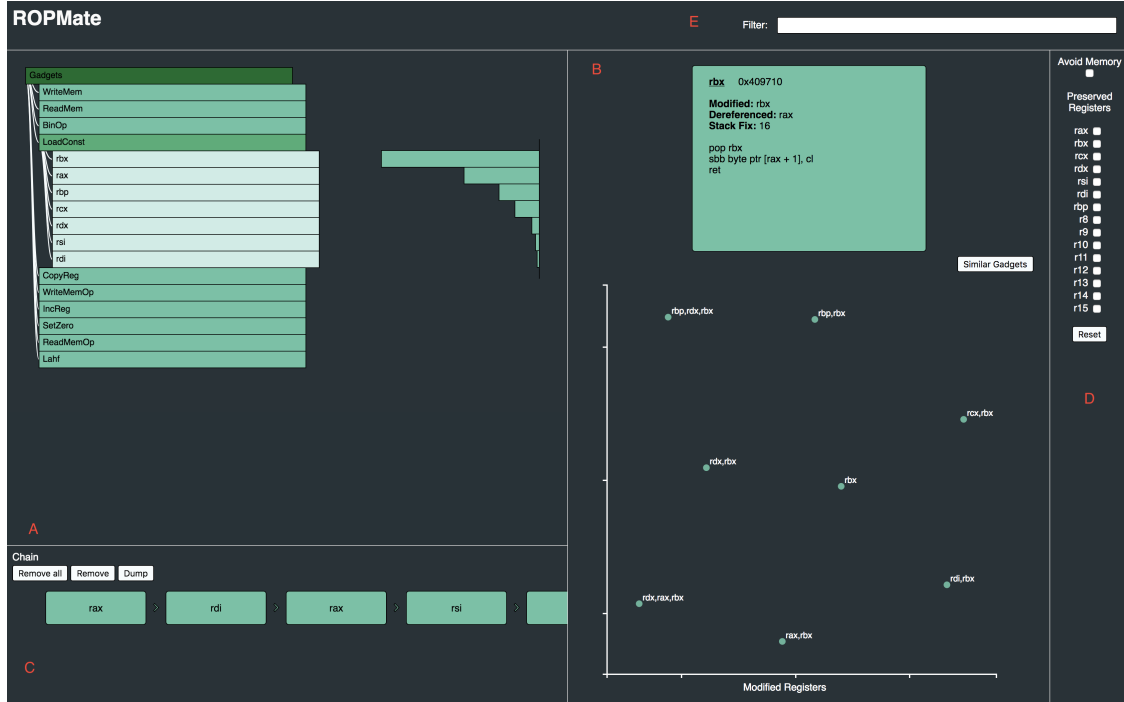 ROPMate
E
Filter:
Gadgets
WriteMem
ReadMem
BinOp
LoadConst
rbx
rax
rbp
rcx
rdx
rsi
rdi
CopyReg
WriteMemOp
IncReg
SetZero
ReadMemOp
Lahf
A
B
rbx 0x409710
Modified: rbx
Dereferenced: rax
Stack Fix: 16
pop rbx
sbb byte ptr [rax + 1], cl
ret
Similar Gadgets
rbp,rdx,rbx
rbp,rbx
rcx,rbx
rdx,rbx
rbx
rdi,rbx
rdx,rax,rbx
rax,rbx
Modified Registers
Avoid Memory
Preserved
Registers
rax
rbx
rcx
rdx
rsi
rdi
rbp
r8
r9
r10
r11
r12
r13
r14
r15
Reset
D
Chain
Remove all Remove Dump
rax > rdi > rax > rsi >
C